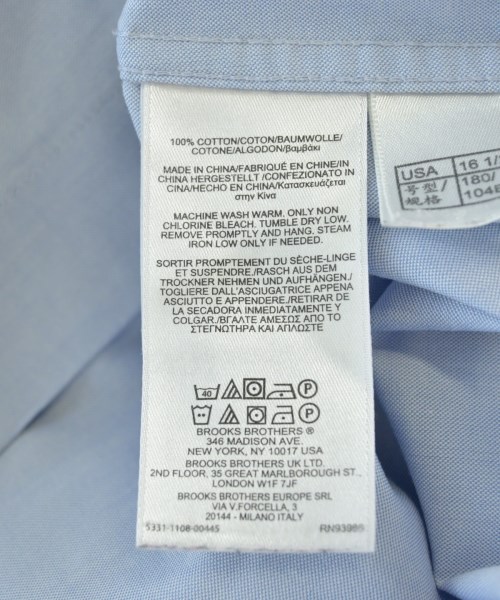 100% COTTON/COTON/BAUMWOLLE/
COTONE/ALGODON/βαμβάκι
MADE IN CHINA/FABRIQUÉ EN CHINE/IN
CHINA HERGESTELLT /CONFEZIONATO IN
CINA/HECHO EN CHINA/Κατασκευάζεται
στην Κίνα
MACHINE WASH WARM. ONLY NON
CHLORINE BLEACH. TUMBLE DRY LOW.
REMOVE PROMPTLY AND HANG. STEAM
IRON LOW ONLY IF NEEDED.
SORTIR PROMPTEMENT DU SÈCHE-LINGE
ET SUSPENDRE./RASCH AUS DEM
TROCKNER NEHMEN UND AUFHÄNGEN./
TOGLIERE DALL'ASCIUGATRICE APPENA
ASCIUTTO E APPENDERE./RETIRAR DE
LA SECADORA INMEDIATAMENTE Y
COLGAR./ΒΓΑΛΤΕ ΑΜΕΣΩΣ ΑΠΟ ΤΟ
ΣΤΕΓΝΩΤΗΡΑ ΚΑΙ ΑΠΛΩΣΤΕ
40 P
P
BROOKS BROTHERS ®
346 MADISON AVE.
NEW YORK, NY 10017 USA
BROOKS BROTHERS UK LTD.
2ND FLOOR, 35 GREAT MARLBOROUGH ST.,
LONDON W1F 7JF
BROOKS BROTHERS EUROPE SRL
VIA V.FORCELLA, 3
20144 - MILANO ITALY
5331-1108-00445 RN93985
USA 16 1/
号型/ 180/
规格 104B